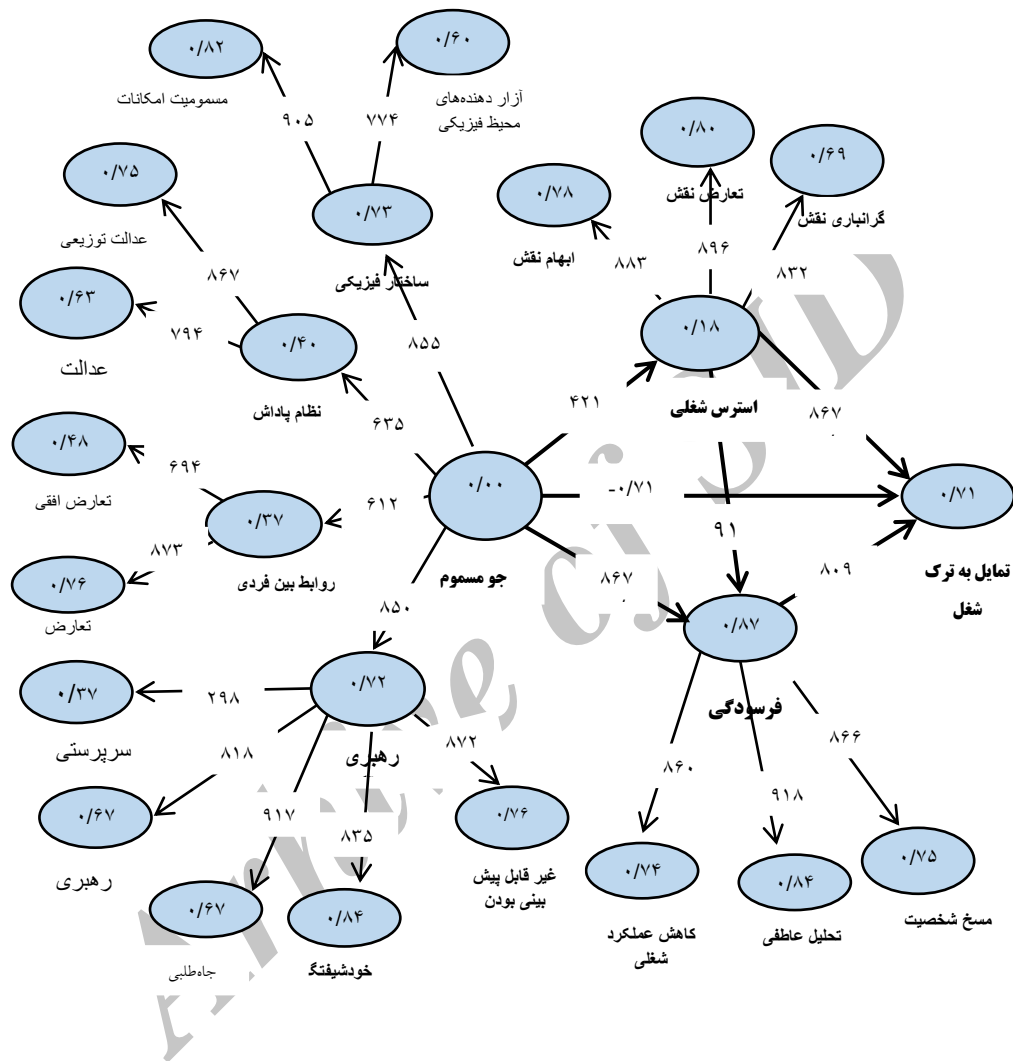 ۰/۸۲
۰/۶۰
مسمومیت امکانات
آزار دهنده‌های
محیظ فیزیکی
۹۰۵
۷۷۴
۰/۸۰
۰/۶۹
تعارض نقش
گرانباری نقش
۰/۷۵
۰/۷۸
۰/۷۳
عدالت توزیعی
ابهام نقش
۸۸۳
۸۹۶
۸۳۲
ساختار فیزیکی
۸۶۷
۰/۶۳
۷۹۴
۰/۴۰
۸۵۵
۰/۱۸
عدالت
نظام پاداش
استرس شغلی
۶۳۵
۴۲۱
۸۶۷
۰/۴۸
۶۹۴
تعارض افقی
۰/۰۰
-۰/۷۱
۰/۷۱
۶۱۲
۰/۳۷
۹۱
۸۷۳
۰/۷۶
روابط بین فردی
جو مسموم
۸۶۷
۸۰۹
تمایل به ترک
شغل
تعارض
۸۵۰
۰/۸۷
۰/۳۷
۲۹۸
۰/۷۲
فرسودگی
سرپرستی
۸۱۸
رهبری
۸۷۲
۸۶۰
۸۶۶
۰/۶۷
۹۱۷
۸۳۵
۰/۷۶
۹۱۸
رهبری
غیر قابل پیش
بینی بودن
۰/۷۴
۰/۸۴
۰/۷۵
۰/۶۷
۰/۸۴
کاهش عملکرد
شغلی
تحلیل عاطفی
مسخ شخصیت
جاه‌طلبی
خودشیفتگ